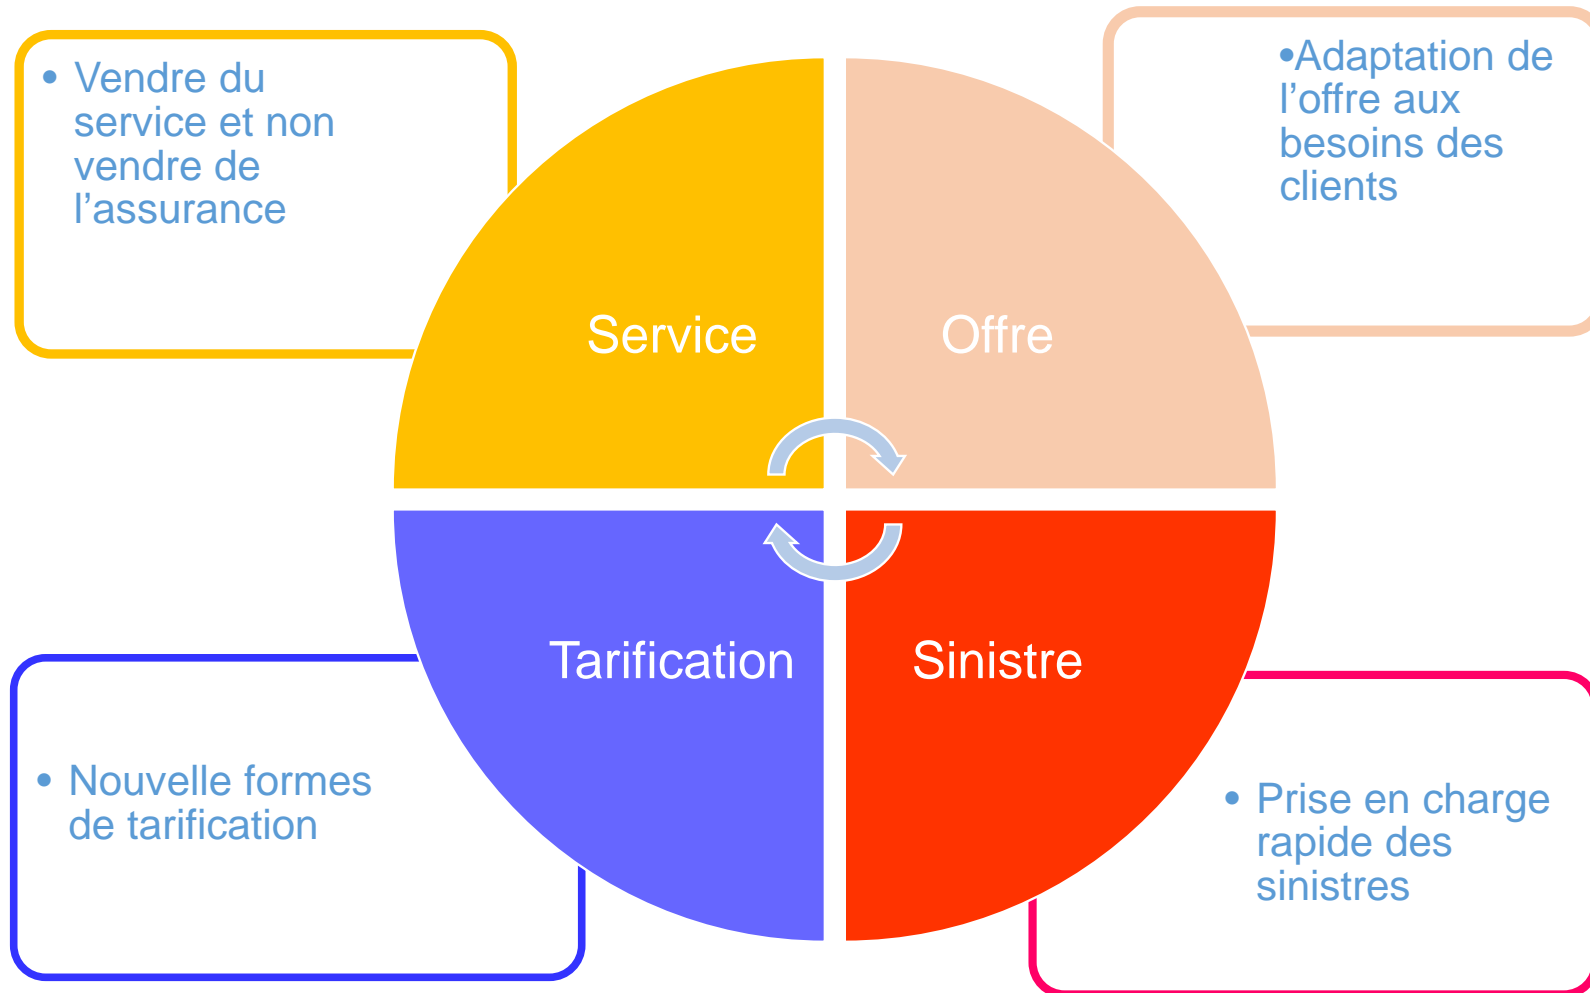 • Vendre du
service et non
vendre de
l’assurance
•Adaptation de
l’offre aux
besoins des
clients
Service
Offre
Tarification
Sinistre
• Nouvelle formes
de tarification
• Prise en charge
rapide des
sinistres